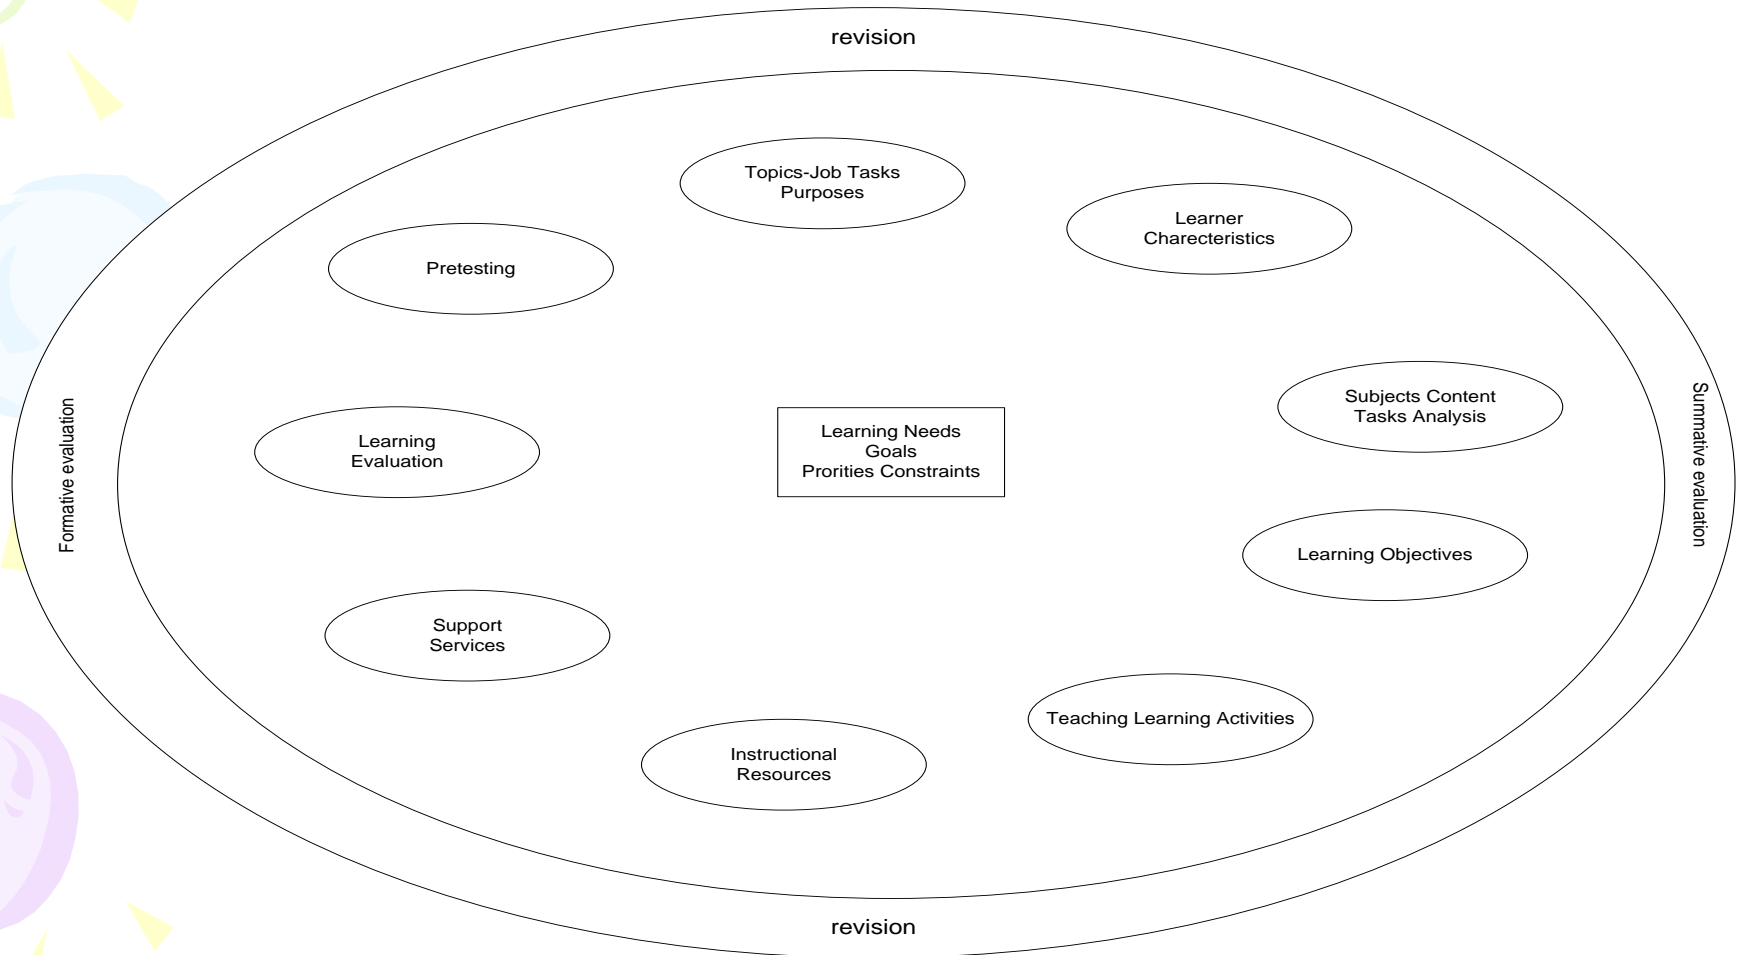 revision
Topics-Job Tasks
Purposes
Learner
Charecteristics
Pretesting
Subjects Content
Tasks Analysis
Learning Needs
Goals
Prorities Constraints
Learning
Evaluation
Formative evaluation
Summative evaluation
Learning Objectives
Support
Services
Teaching Learning Activities
Instructional
Resources
revision